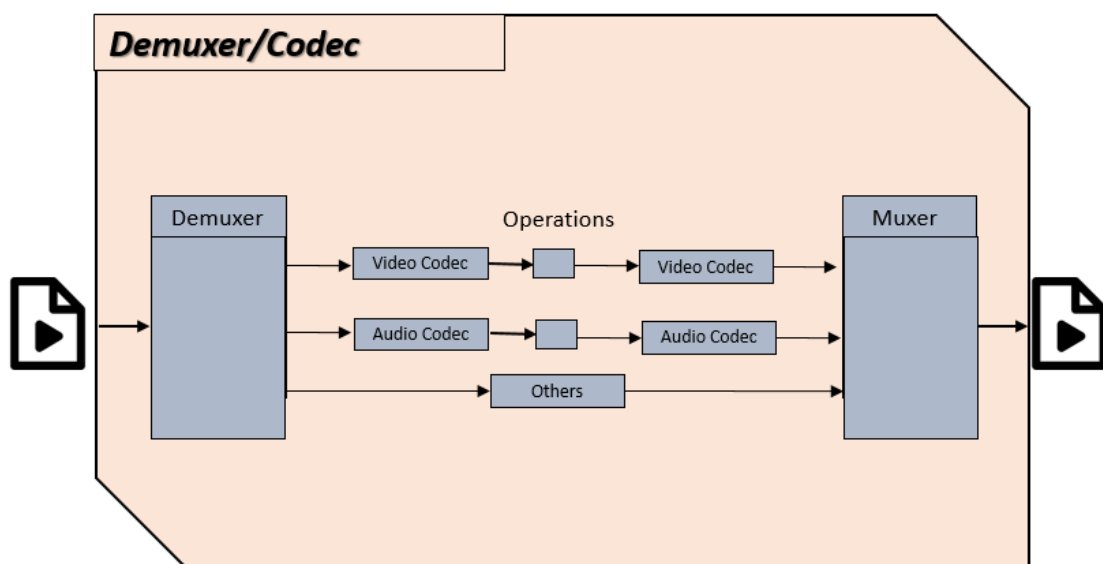 Demuxer/Codec
Demuxer
Operations
Muxer
Video Codec
Video Codec
Audio Codec
Audio Codec
Others